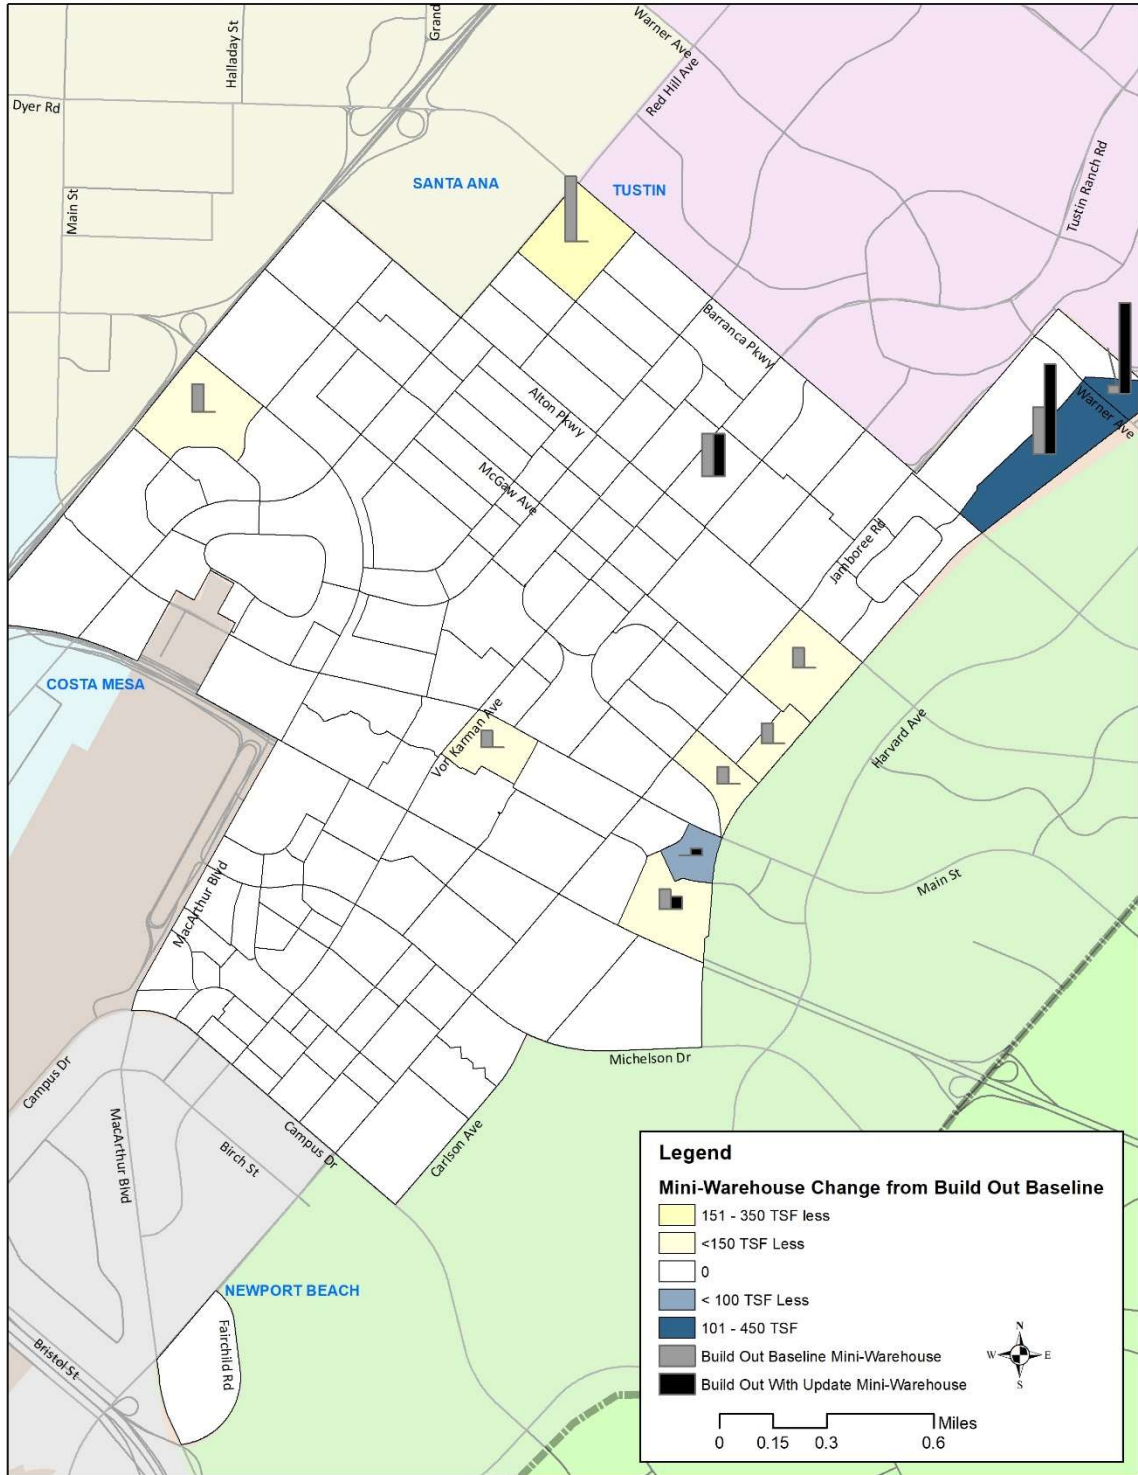 Grand
Halladay St
Warner Ave
Red Hill Ave
Dyer Rd
Tustin Ranch Rd
SANTA ANA
TUSTIN
Main St
Barranca Pkwy
Alton Pkwy
Warner Ave
McGaw Ave
Jamboree Rd
COSTA MESA
Von Karman Ave
Harvard Ave
MacArthur Blvd
Main St
Michelson Dr
Campus Dr
MacArthur Blvd
Birch St
Campus Dr
Carlson Ave
NEWPORT BEACH
Fairchild Rd
Bristol St
Legend
Mini-Warehouse Change from Build Out Baseline
151 - 350 TSF less
<150 TSF Less
0
< 100 TSF Less
101 - 450 TSF
Build Out Baseline Mini-Warehouse
Build Out With Update Mini-Warehouse
N
W E
S
Miles
0 0.15 0.3 0.6